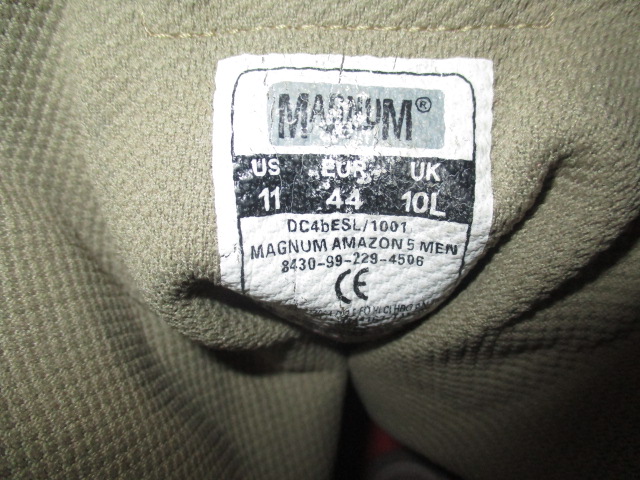 MAGNUM®
US EUR UK
11 44 10L
DC4bESL/1001
MAGNUM AMAZON 5 MEN
8430-99-229-4506
CE